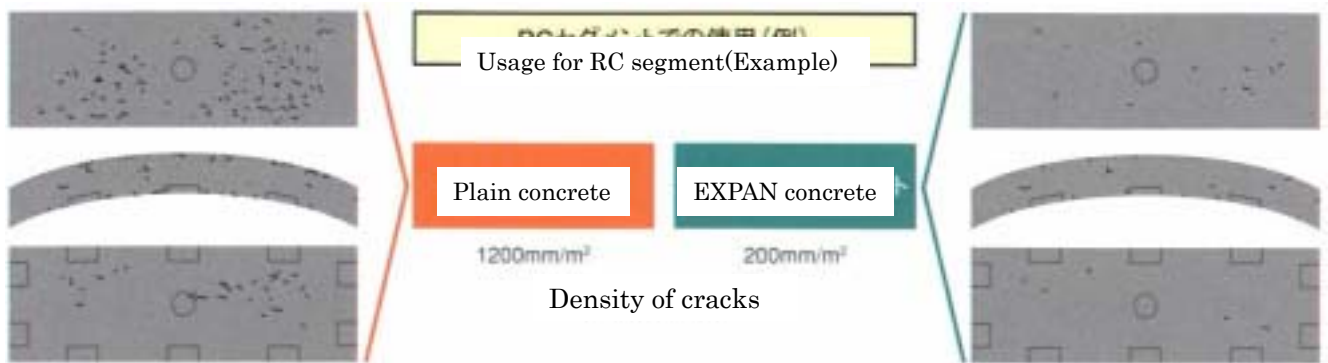 Usage for RC segment(Example)
Plain concrete
EXPAN concrete
1200mm/m²
200mm/m²
Density of cracks